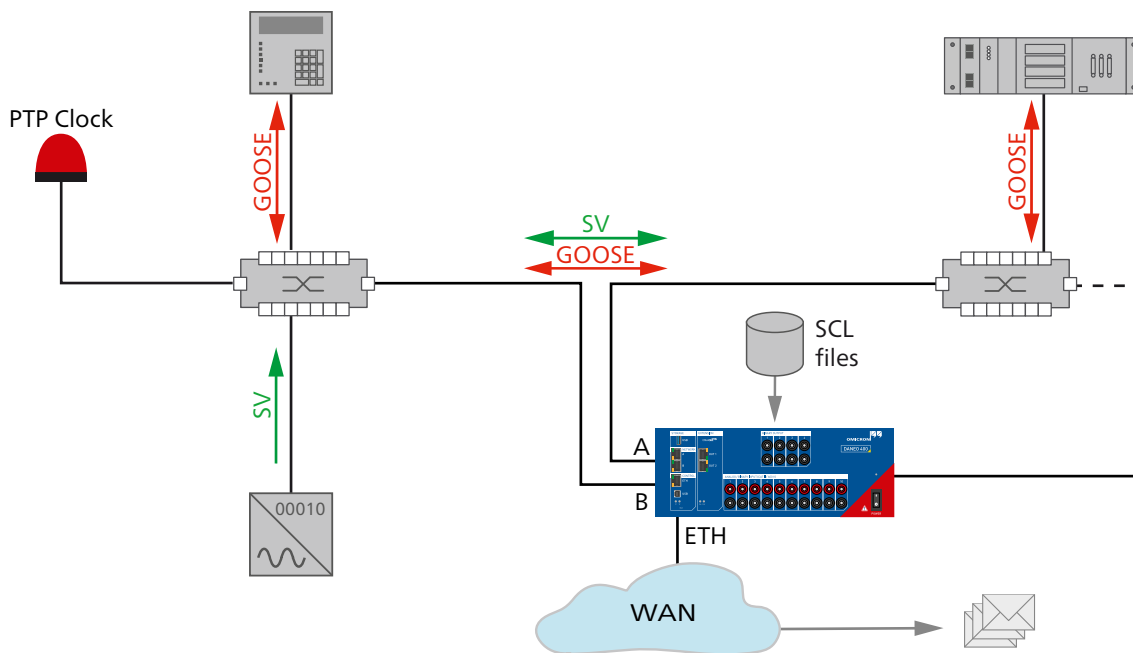 PTP Clock
GOOSE
GOOSE
SV
GOOSE
SCL
files
SV
A
B
OMICRON
DANEO 400
00010
ETH
WAN